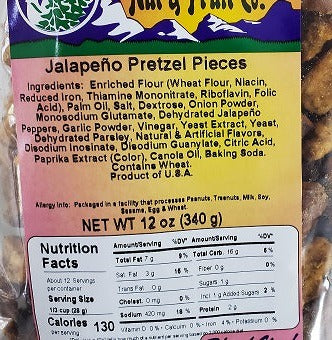 Nut & Fruit Co.
Jalapeño Pretzel Pieces
Ingredients: Enriched Flour (Wheat Flour, Niacin,
Reduced Iron, Thiamine Mononitrate, Riboflavin, Folic
Acid), Palm Oil, Salt, Dextrose, Onion Powder,
Monosodium Glutamate, Dehydrated Jalapeño
Peppers, Garlic Powder, Vinegar, Yeast Extract, Yeast,
Dehydrated Parsley, Natural & Artificial Flavors,
Disodium Inosinate, Disodium Guanylate, Citric Acid,
Paprika Extract (Color), Canola Oil, Baking Soda.
Contains Wheat.
Product of U.S.A.
Allergy Info: Packaged in a facility that processes Peanuts, Treenuts, Milk, Soy,
Sesame, Egg & Wheat.
NET WT 12 oz (340 g)
Nutrition
Facts
About 12 Servings
per container
Serving Size
1/3 cup (28 g)
Calories 130
per serving
Amount/Serving %DV*
Total Fat 7 g 9%
Sat. Fat 3 g 15 %
Trans Fat 0 g
Cholest. 0 mg 0 %
Sodium 420 mg 18 %
Amount/Serving %DV*
Total Carb 16 g 6%
Fiber 0 g 0%
Sugars 1 g
Incl. 1 g Added Sugars 2 %
Protein 2 g
Vitamin D 0% • Calcium 0% • Iron 4% • Potassium 0%